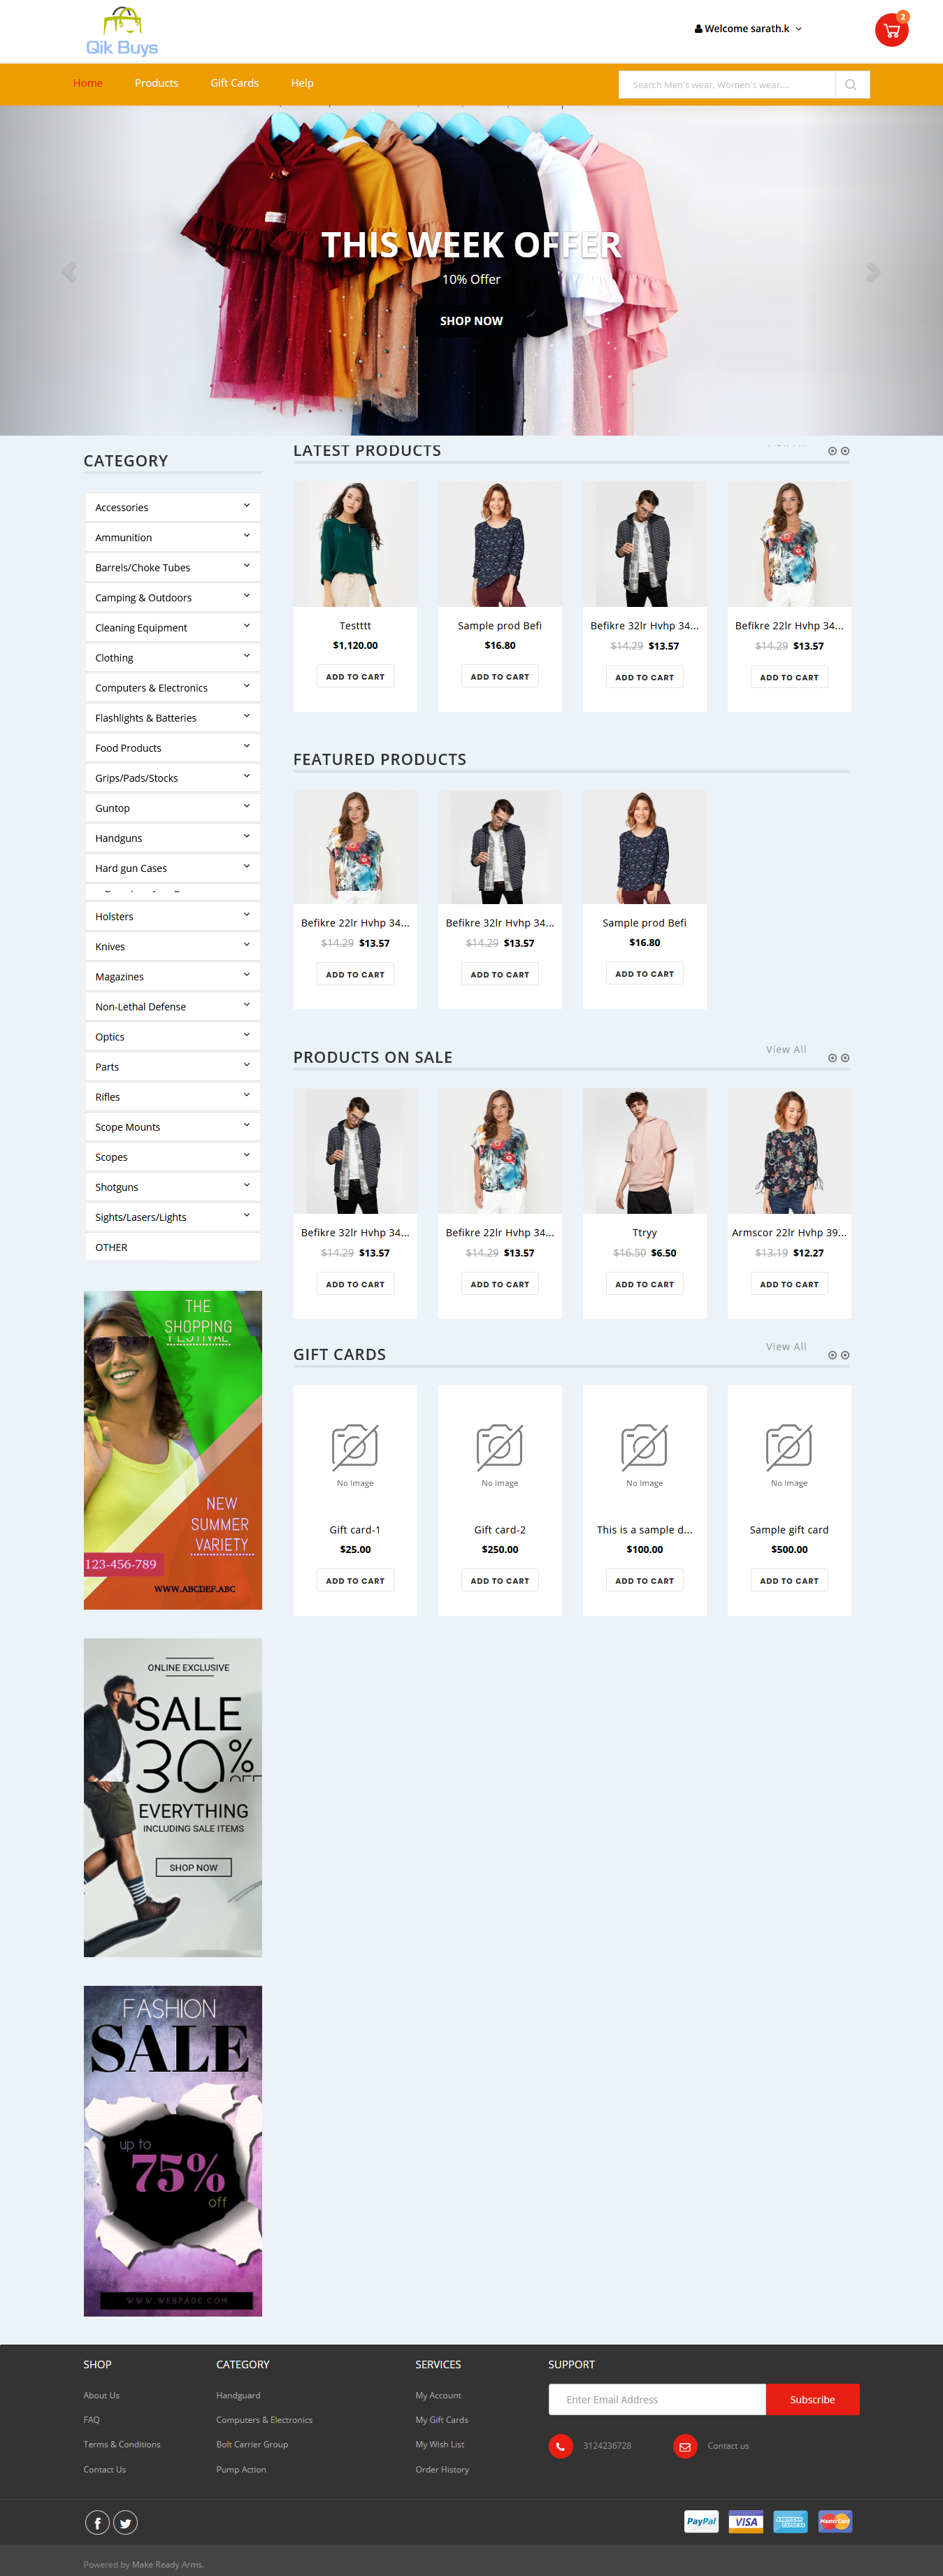 Qik Buys
Welcome sarath.k
2
Home Products Gift Cards Help
Search Men's wear, Women's wear....
THIS WEEK OFFER
10% Offer
SHOP NOW
CATEGORY
Accessories
Ammunition
Barrels/Choke Tubes
Camping & Outdoors
Cleaning Equipment
Clothing
Computers & Electronics
Flashlights & Batteries
Food Products
Grips/Pads/Stocks
Guntop
Handguns
Hard gun Cases
Holsters
Knives
Magazines
Non-Lethal Defense
Optics
Parts
Rifles
Scope Mounts
Scopes
Shotguns
Sights/Lasers/Lights
OTHER
THE
SHOPPING
FESTIVAL
NEW
SUMMER
VARIETY
123-456-789
WWW.ABCDEF.ABC
ONLINE EXCLUSIVE
SALE
30%
OFF
EVERYTHING
INCLUDING SALE ITEMS
SHOP NOW
FASHION
SALE
up to
75%
off
WWW.WEBPAGE.COM
LATEST PRODUCTS
Testttt Sample prod Befi Befikre 32lr Hvhp 34... Befikre 22lr Hvhp 34...
$1,120.00 $16.80 $14.29 $13.57 $14.29 $13.57
ADD TO CART ADD TO CART ADD TO CART ADD TO CART
FEATURED PRODUCTS
Befikre 22lr Hvhp 34... Befikre 32lr Hvhp 34... Sample prod Befi
$14.29 $13.57 $14.29 $13.57 $16.80
ADD TO CART ADD TO CART ADD TO CART
PRODUCTS ON SALE View All
Befikre 32lr Hvhp 34... Befikre 22lr Hvhp 34... Ttryy Armscor 22lr Hvhp 39...
$14.29 $13.57 $14.29 $13.57 $16.50 $6.50 $13.19 $12.27
ADD TO CART ADD TO CART ADD TO CART ADD TO CART
GIFT CARDS View All
No Image No Image No Image No Image
Gift card-1 Gift card-2 This is a sample d... Sample gift card
$25.00 $250.00 $100.00 $500.00
ADD TO CART ADD TO CART ADD TO CART ADD TO CART
SHOP CATEGORY SERVICES SUPPORT
About Us Handguard My Account Enter Email Address Subscribe
FAQ Computers & Electronics My Gift Cards
Terms & Conditions Bolt Carrier Group My Wish List 3124236728 Contact us
Contact Us Pump Action Order History
PayPal VISA AMERICAN EXPRESS MasterCard
Powered by Make Ready Arms.